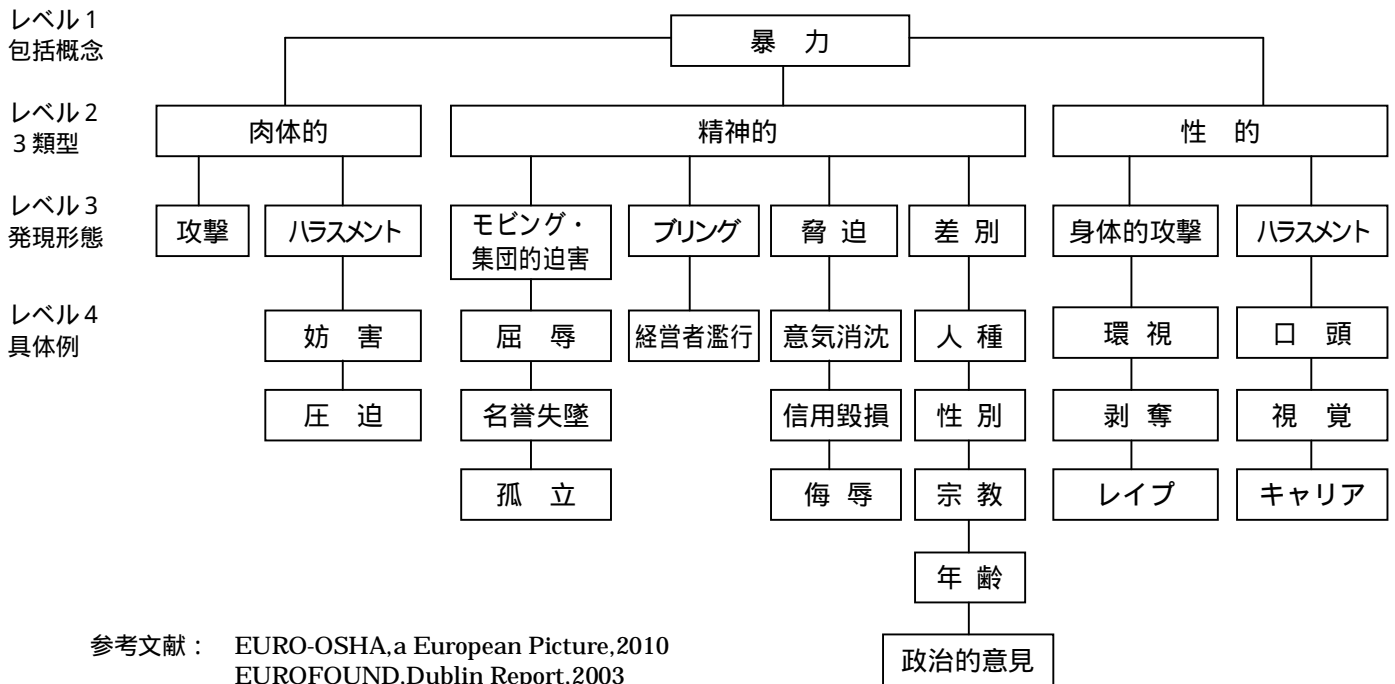 レベル1
包括概念
暴 力
レベル2
3類型
肉体的
精神的
性 的
レベル3
発現形態
攻撃
ハラスメント
モビング・
集団的迫害
ブリング
脅 迫
差 別
身体的攻撃
ハラスメント
レベル4
具体例
妨 害
屈 辱
経営者濫行
意気消沈
人 種
環 視
口 頭
圧 迫
名誉失墜
信用毀損
性 別
剥 奪
視 覚
孤 立
侮 辱
宗 教
レイプ
キャリア
年 齢
政治的意見
参考文献： EURO-OSHA,a European Picture,2010
EUROFOUND,Dublin Report,2003